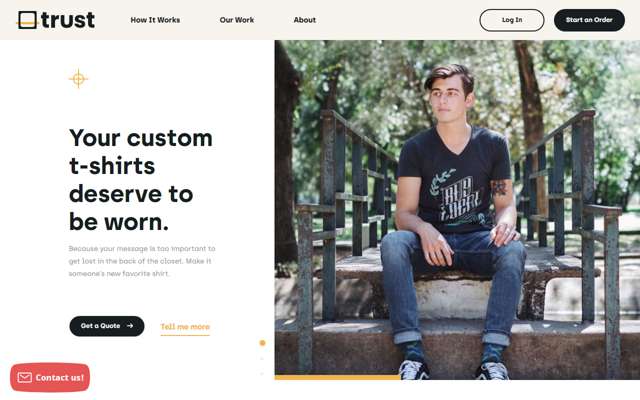 trust
How It Works
Our Work
About
Log In
Start an Order
Your custom
t-shirts
deserve to
be worn.
Because your message is too important to
get lost in the back of the closet. Make it
someone's new favorite shirt.
Get a Quote →
Tell me more
Contact us!